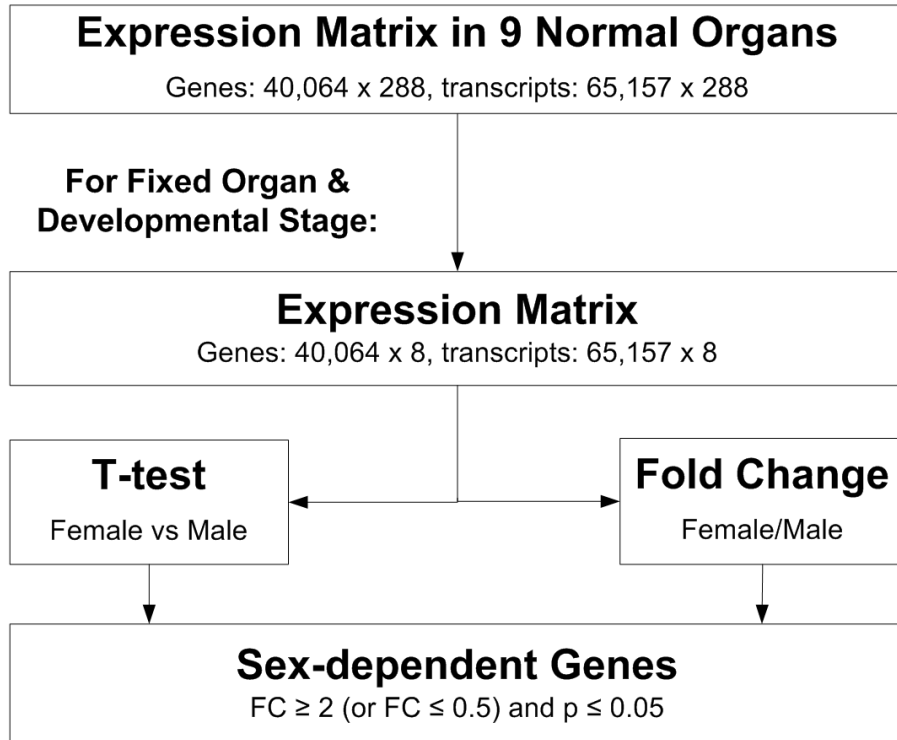 Expression Matrix in 9 Normal Organs
Genes: 40,064 x 288, transcripts: 65,157 x 288
For Fixed Organ &
Developmental Stage:
Expression Matrix
Genes: 40,064 x 8, transcripts: 65,157 x 8
T-test
Female vs Male
Fold Change
Female/Male
Sex-dependent Genes
FC ≥ 2 (or FC ≤ 0.5) and p ≤ 0.05